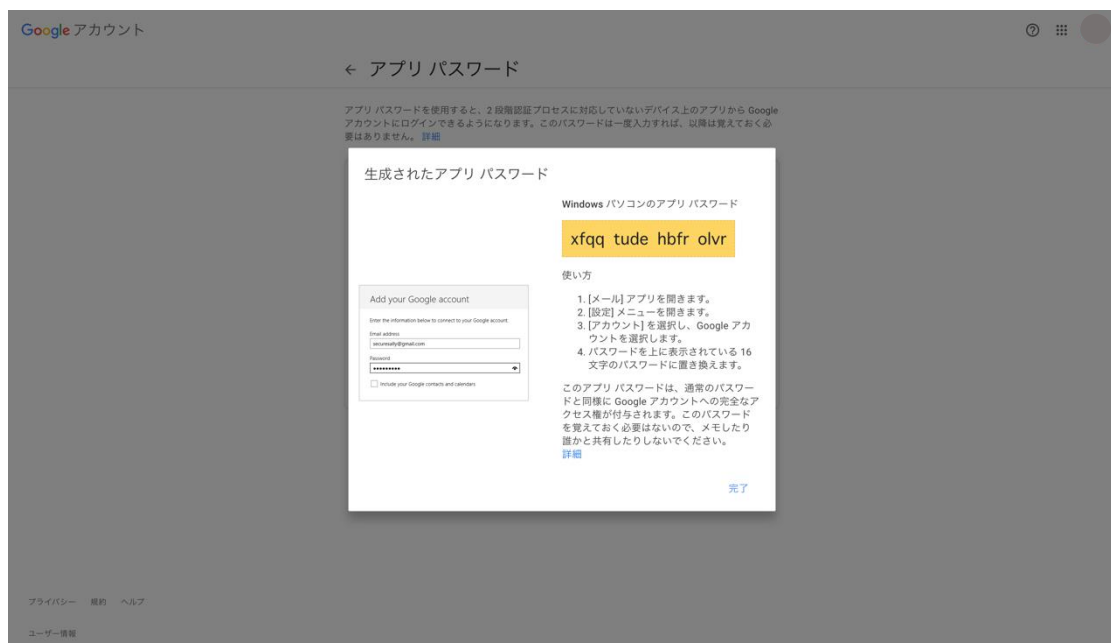 Google アカウント
← アプリ パスワード
アプリ パスワードを使用すると、2 段階認証プロセスに対応していないデバイス上のアプリから Google
アカウントにログインできるようになります。このパスワードは一度入力すれば、以降は覚えておく必
要はありません。 詳細
生成されたアプリ パスワード
Windows パソコンのアプリ パスワード
xfqq tude hbfr olvr
使い方
1. [メール] アプリを開きます。
2. [設定] メニューを開きます。
3. [アカウント] を選択し、Google アカ
ウントを選択します。
4. パスワードを上に表示されている 16
文字のパスワードに置き換えます。
このアプリ パスワードは、通常のパスワー
ドと同様に Google アカウントへの完全なア
クセス権が付与されます。このパスワード
を覚えておく必要はないので、メモしたり
誰かと共有したりしないでください。
詳細
Add your Google account
Enter the information below to connect to your Google account.
Email address
securesally@gmail.com
Password
•••••••••
Include your Google contacts and calendars
完了
プライバシー 規約 ヘルプ
ユーザー情報